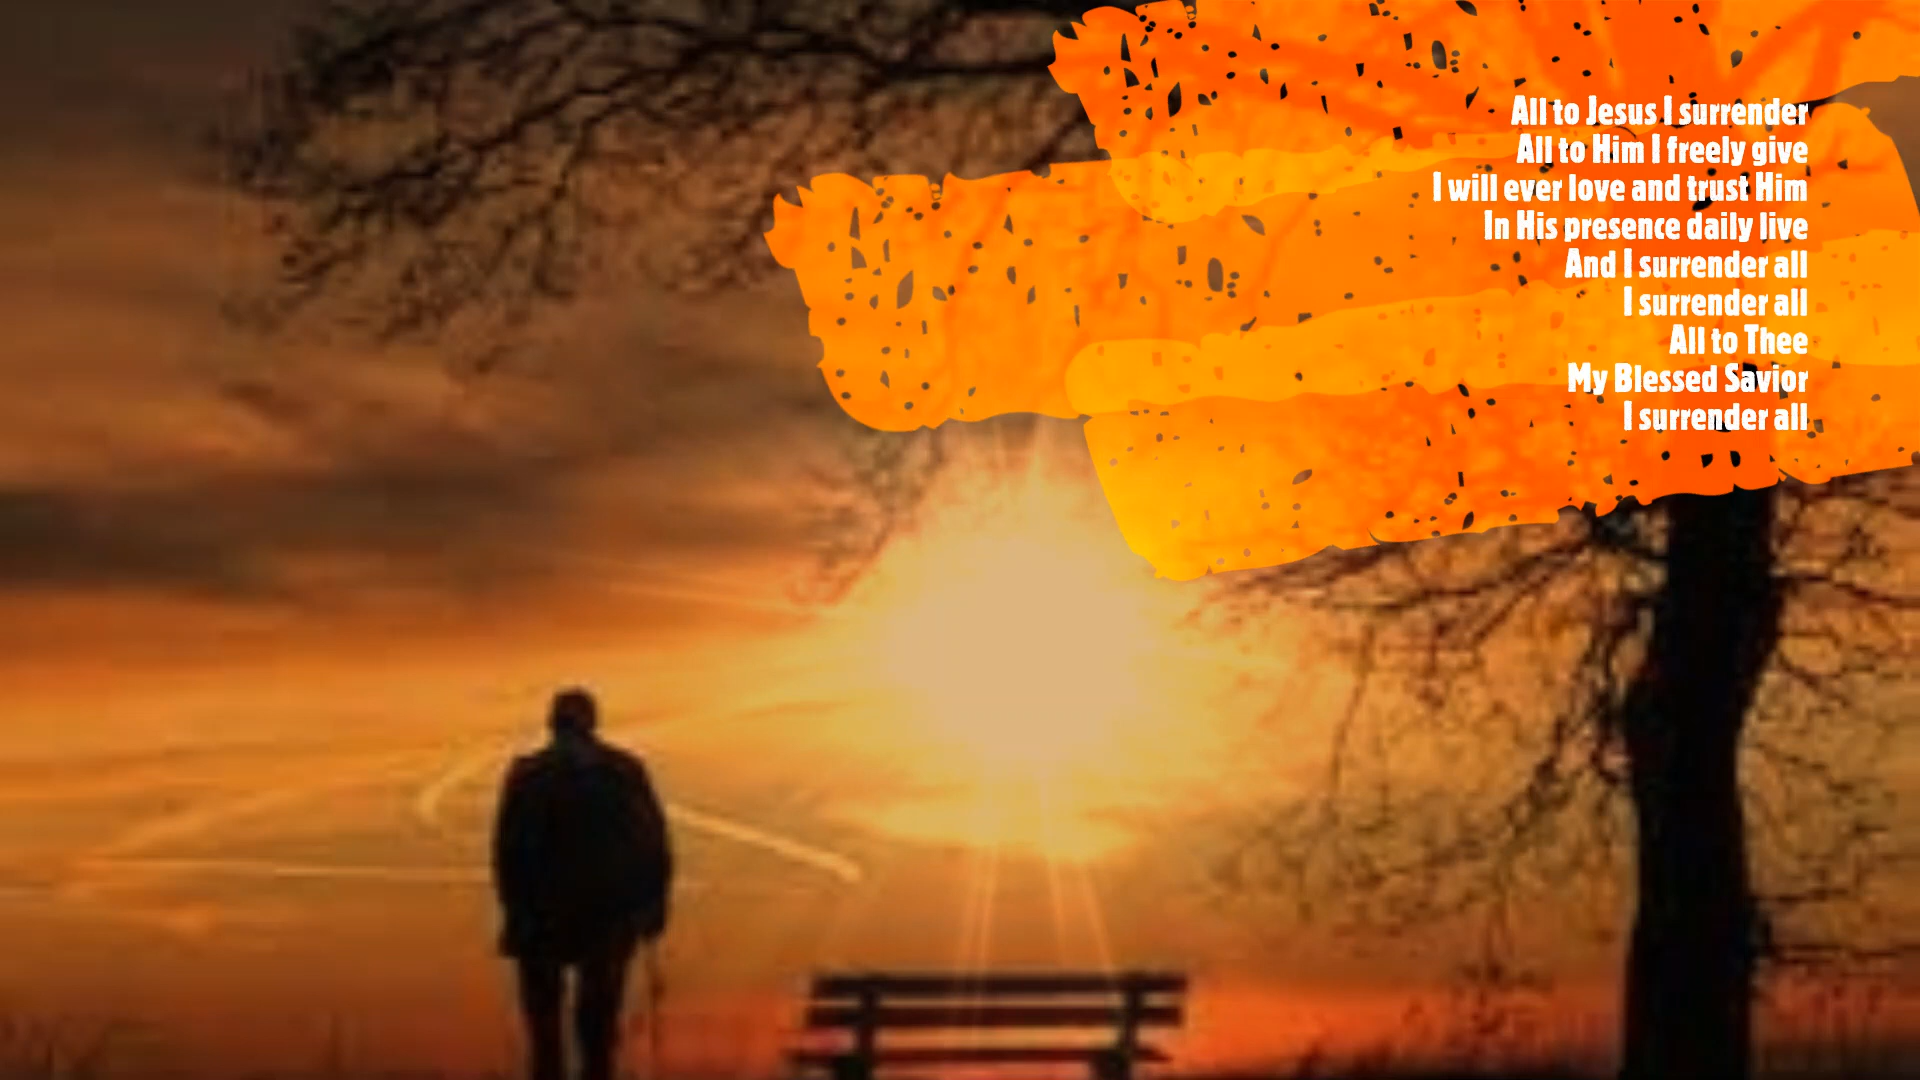 All to Jesus I surrender
All to Him I freely give
I will ever love and trust Him
In His presence daily live
And I surrender all
I surrender all
All to Thee
My Blessed Savior
I surrender all